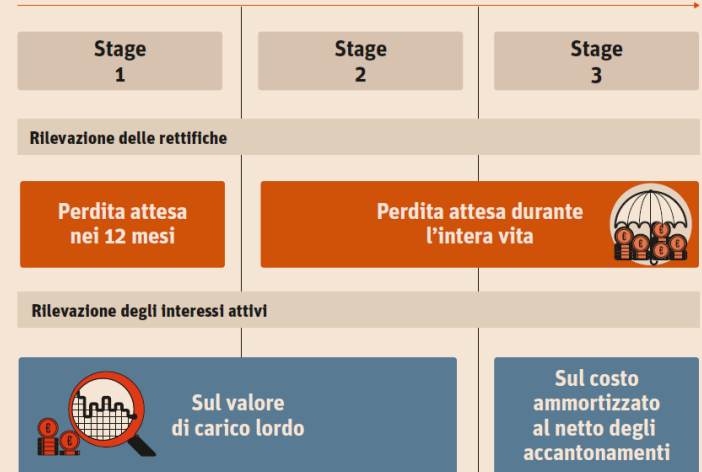 Stage
1
Stage
2
Stage
3
Rilevazione delle rettifiche
Perdita attesa
nei 12 mesi
Perdita attesa durante
l'intera vita
Rilevazione degli interessi attivi
Sul valore
di carico lordo
Sul costo
ammortizzato
al netto degli
accantonamenti